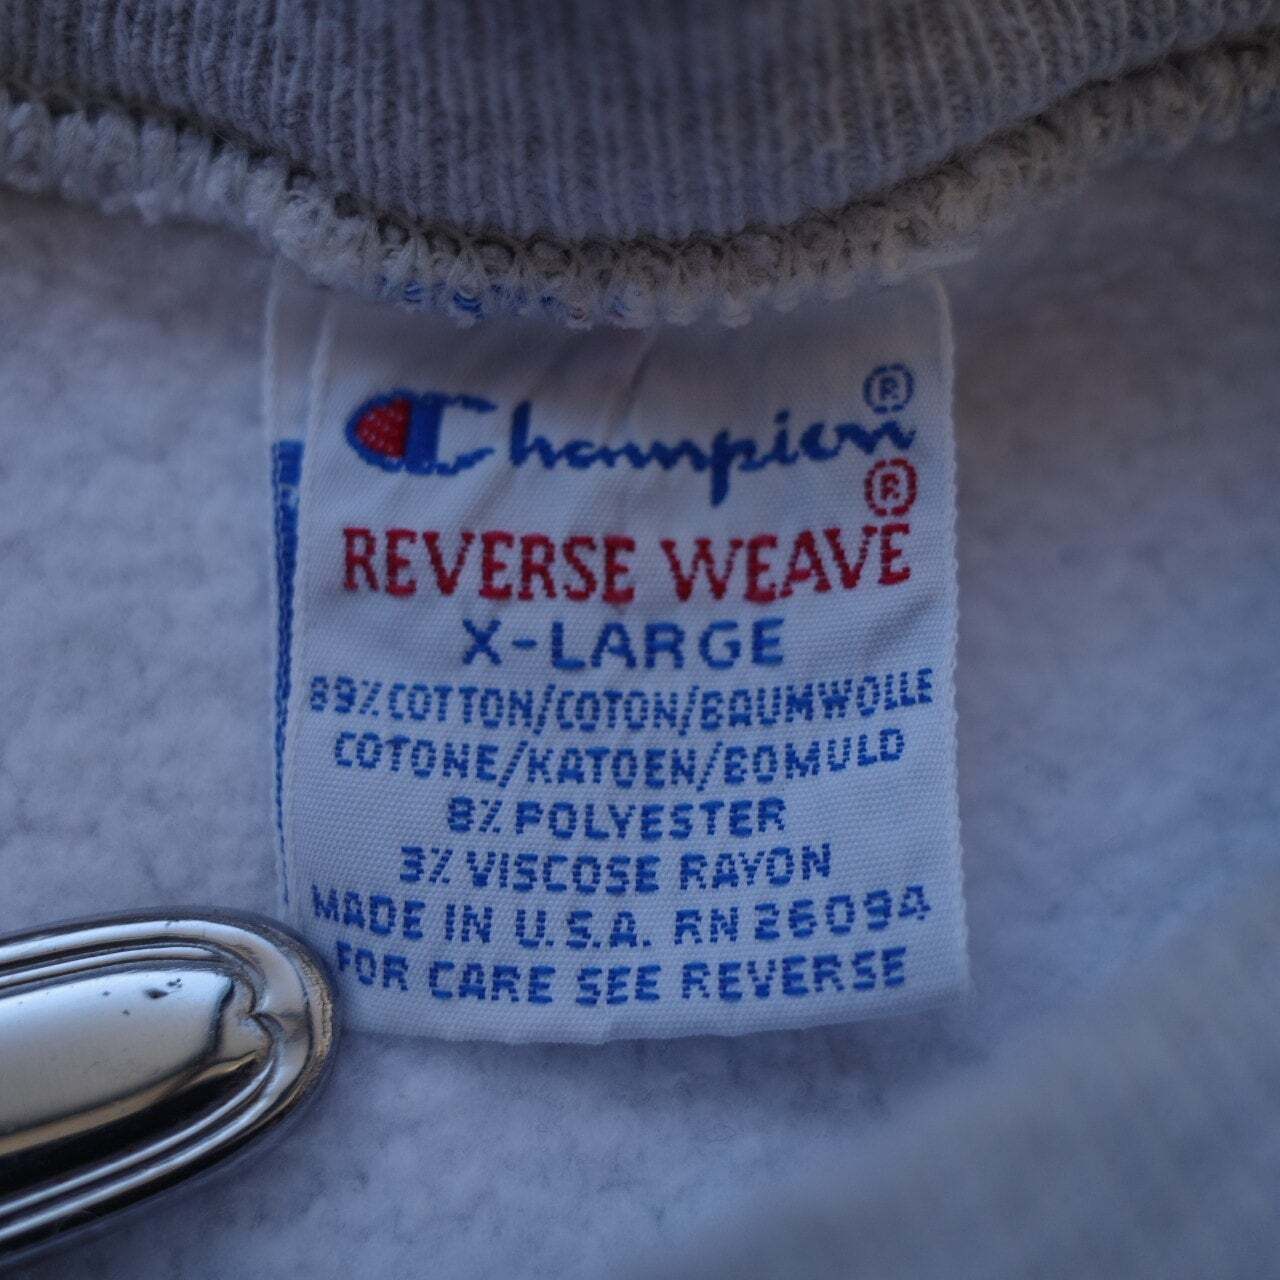 Champion®
®
REVERSE WEAVE
X-LARGE
89% COTTON/COTON/BAUMWOLLE
COTONE/KATOEN/BOMULD
8% POLYESTER
3% VISCOSE RAYON
MADE IN U.S.A. RN 26094
FOR CARE SEE REVERSE